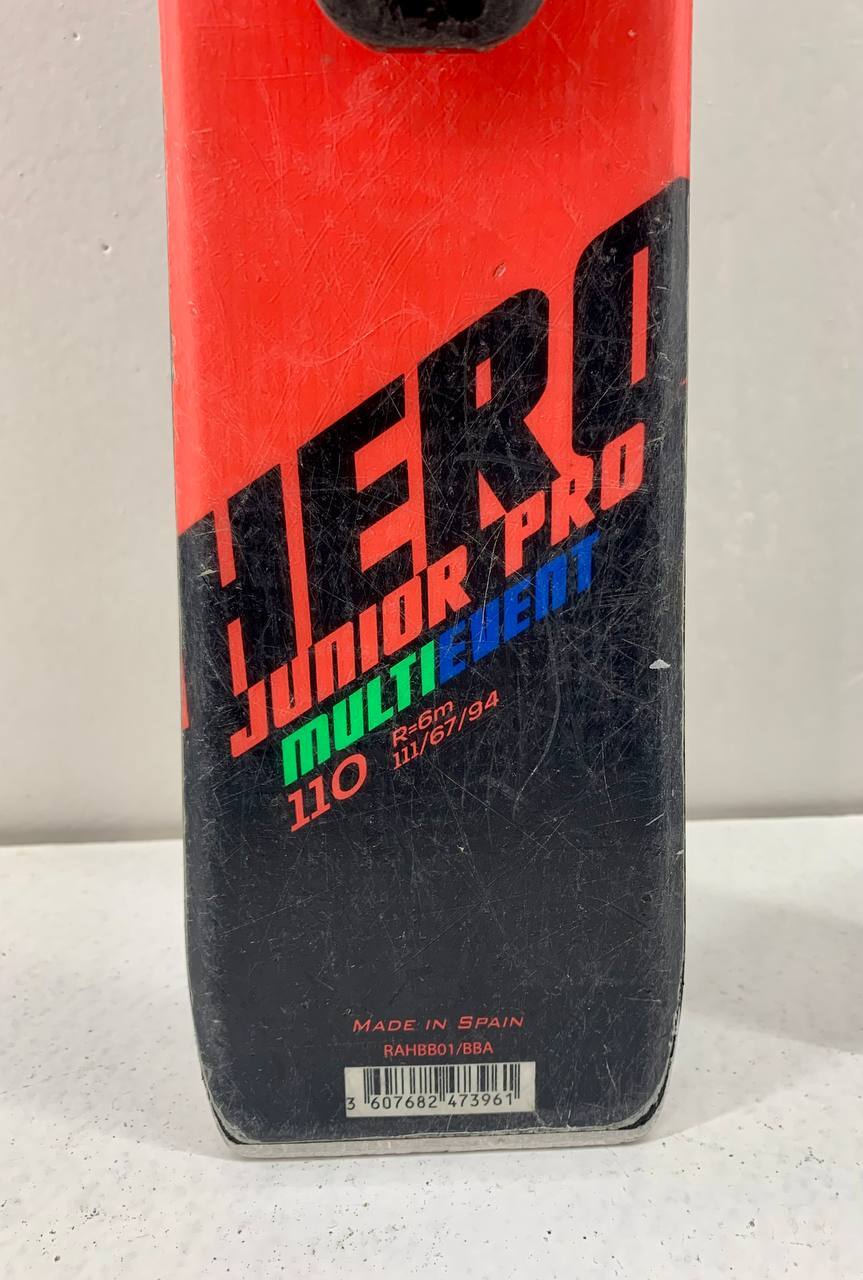 HERO
JUNIOR PRO
MULTIEVENT
110
R=6m
111/67/94
MADE IN SPAIN
RAHBB01/BBA
3 607682 473961